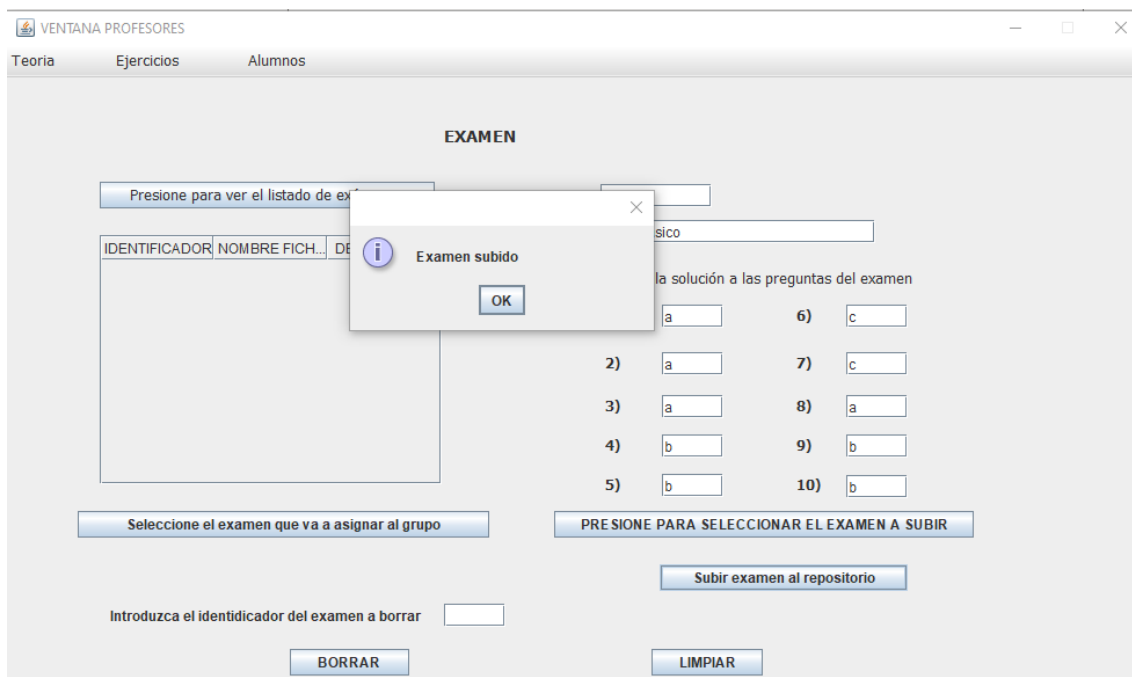 VENTANA PROFESORES
Teoria Ejercicios Alumnos
EXAMEN
Presione para ver el listado de
IDENTIFICADOR NOMBRE FICH...
Examen subido
OK
la solución a las preguntas del examen
a 6) c
2) a 7) c
3) a 8) a
4) b 9) b
5) b 10) b
Seleccione el examen que va a asignar al grupo
PRESIONE PARA SELECCIONAR EL EXAMEN A SUBIR
Subir examen al repositorio
Introduzca el identidicador del examen a borrar
BORRAR LIMPIAR